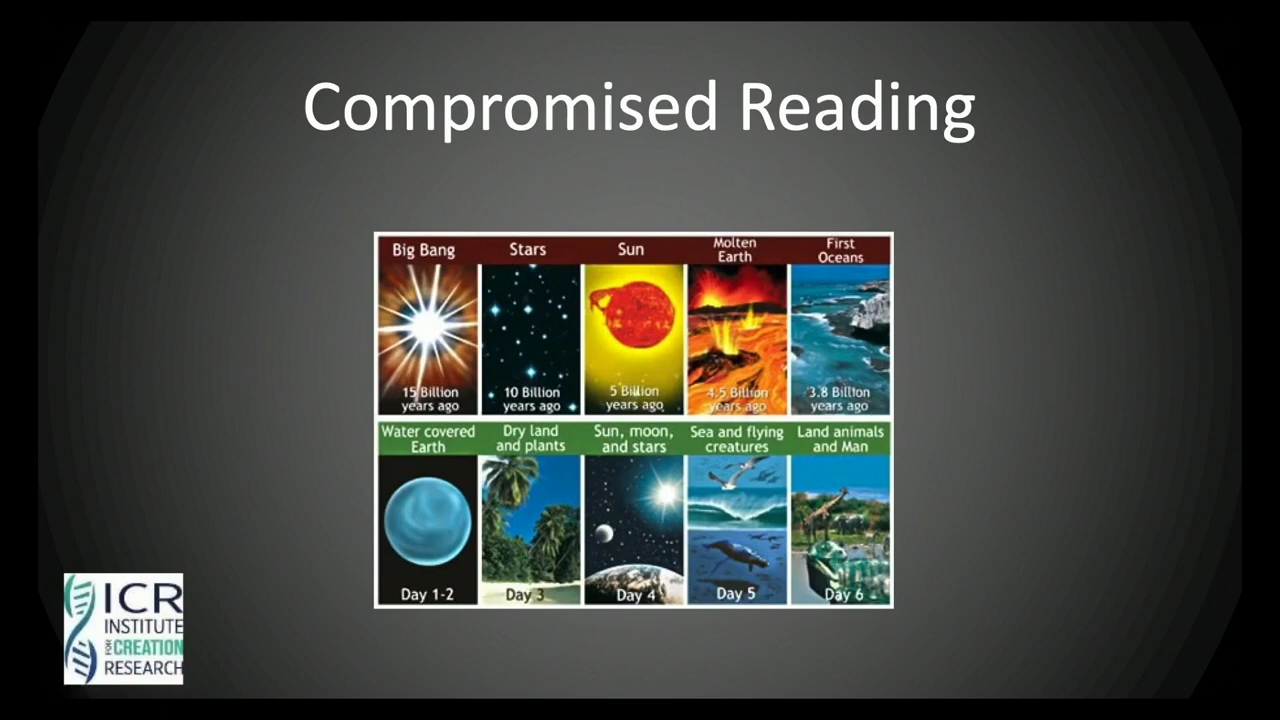 Compromised Reading
Big Bang
Stars
Sun
Molten
Earth
First
Oceans
15 Billion
years ago
10 Billion
years ago
5 Billion
years ago
4.5 Billion
years ago
3.8 Billion
years ago
Water covered
Earth
Dry land
and plants
Sun, moon,
and stars
Sea and flying
creatures
Land animals
and Man
Day 1-2
Day 3
Day 4
Day 5
Day 6
ICR
INSTITUTE
FOR CREATION
RESEARCH